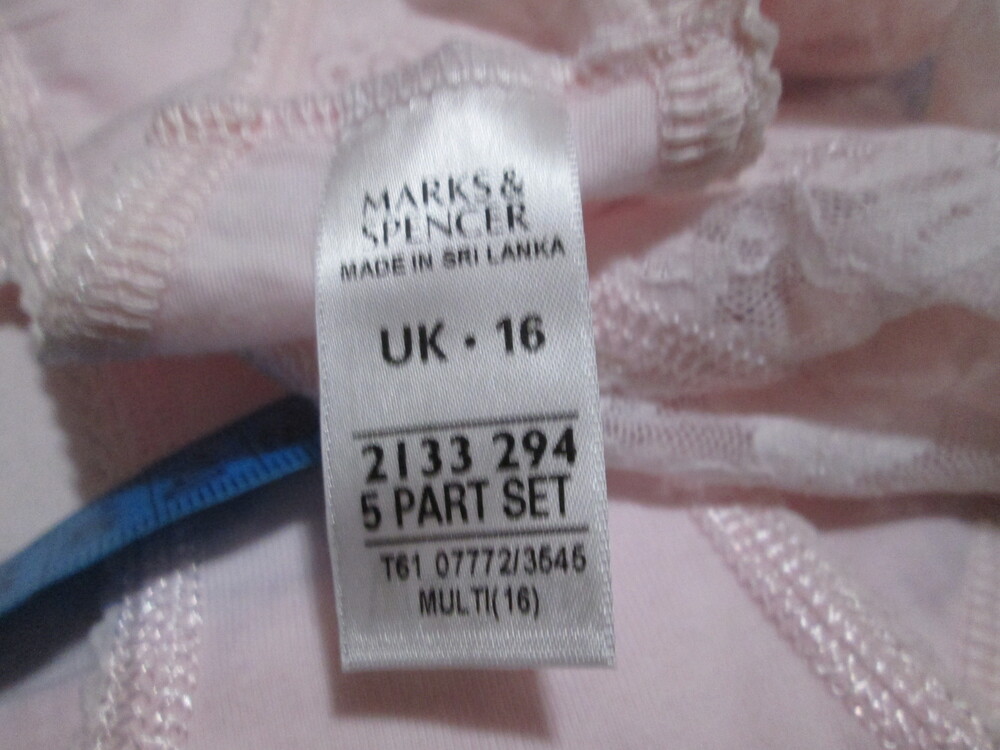 MARKS &
SPENCER
MADE IN SRI LANKA
UK · 16
2133 294
5 PART SET
T61 07772/3545
MULTI(16)